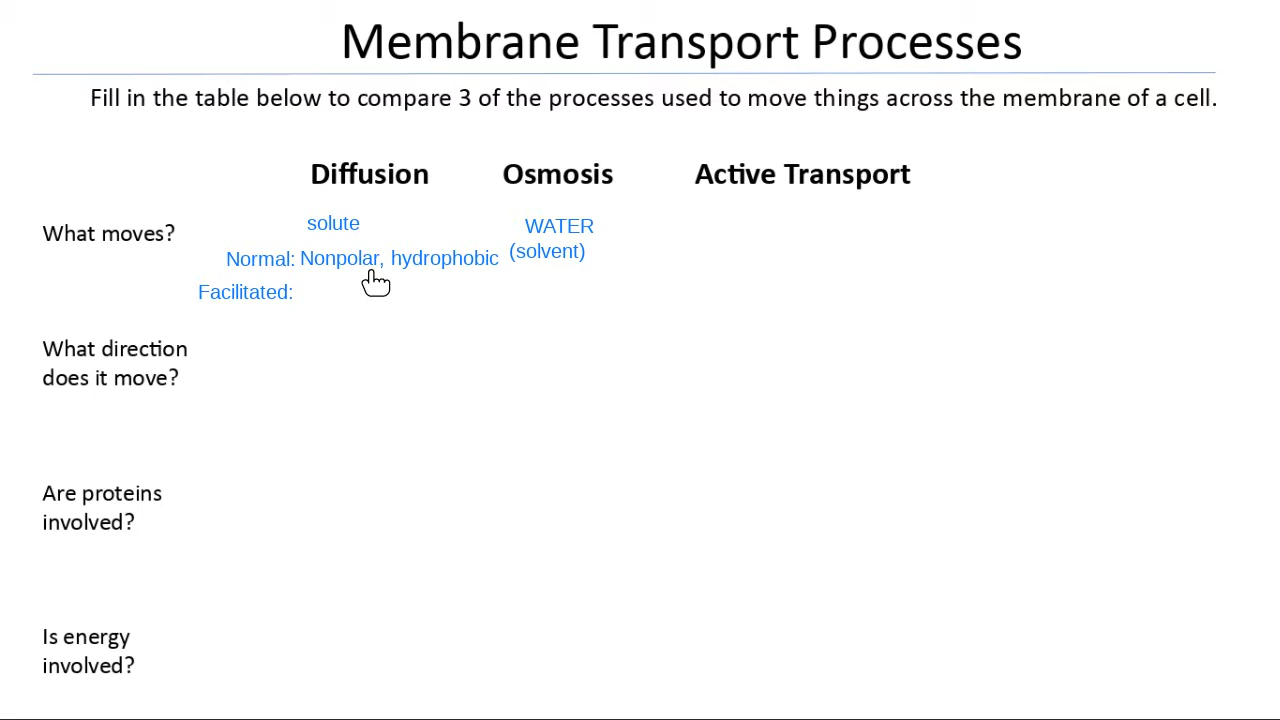 Membrane Transport Processes
Fill in the table below to compare 3 of the processes used to move things across the membrane of a cell.
Diffusion Osmosis Active Transport
What moves? solute WATER
Normal: Nonpolar, hydrophobic (solvent)
Facilitated:
What direction
does it move?
Are proteins
involved?
Is energy
involved?